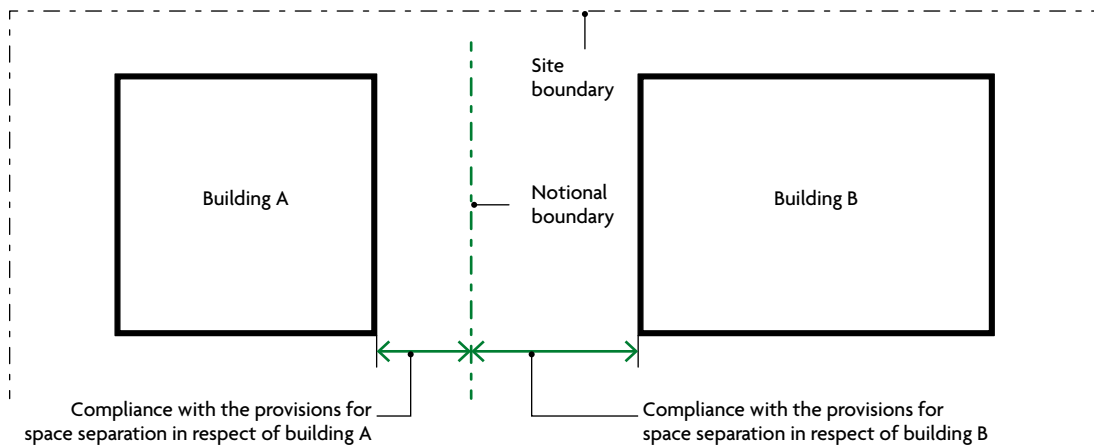 Site
boundary
Building A
Notional
boundary
Building B
Compliance with the provisions for
space separation in respect of building A
Compliance with the provisions for
space separation in respect of building B